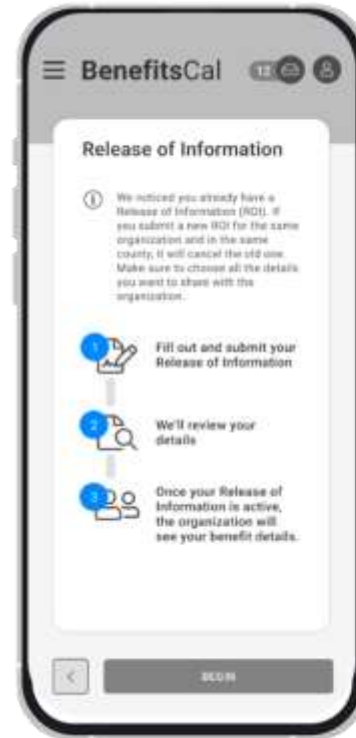 BenefitsCal
12
Release of Information
We noticed you already have a
Release of Information (ROI). If
you submit a new ROI for the same
organization and in the same
county, it will cancel the old one.
Make sure to choose all the details
you want to share with the
organization.
1
Fill out and submit your
Release of Information
2
We'll review your
details
3
Once your Release of
Information is active,
the organization will
see your benefit details.
BEGIN